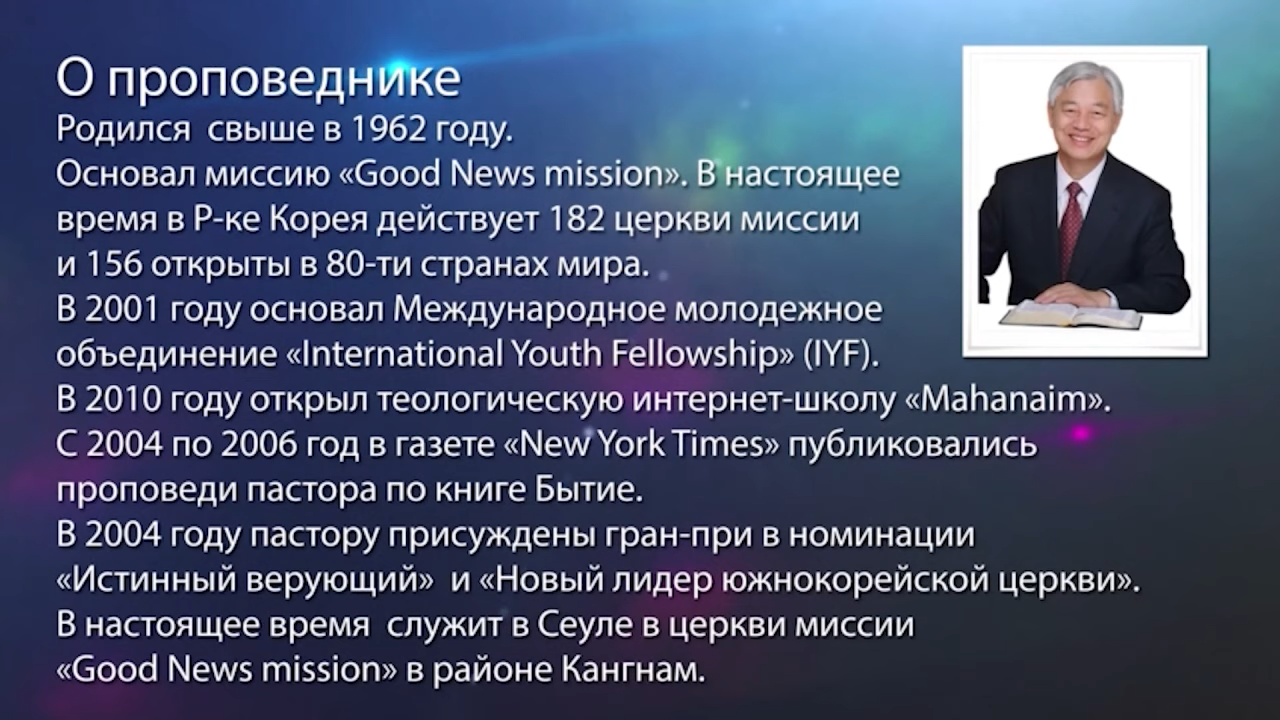 О проповеднике
Родился свыше в 1962 году.
Основал миссию «Good News mission». В настоящее
время в Р-ке Корея действует 182 церкви миссии
и 156 открыты в 80-ти странах мира.
В 2001 году основал Международное молодежное
объединение «International Youth Fellowship» (IYF).
В 2010 году открыл теологическую интернет-школу «Mahanaim».
С 2004 по 2006 год в газете «New York Times» публиковались
проповеди пастора по книге Бытие.
В 2004 году пастору присуждены гран-при в номинации
«Истинный верующий» и «Новый лидер южнокорейской церкви».
В настоящее время служит в Сеуле в церкви миссии
«Good News mission» в районе Кангнам.